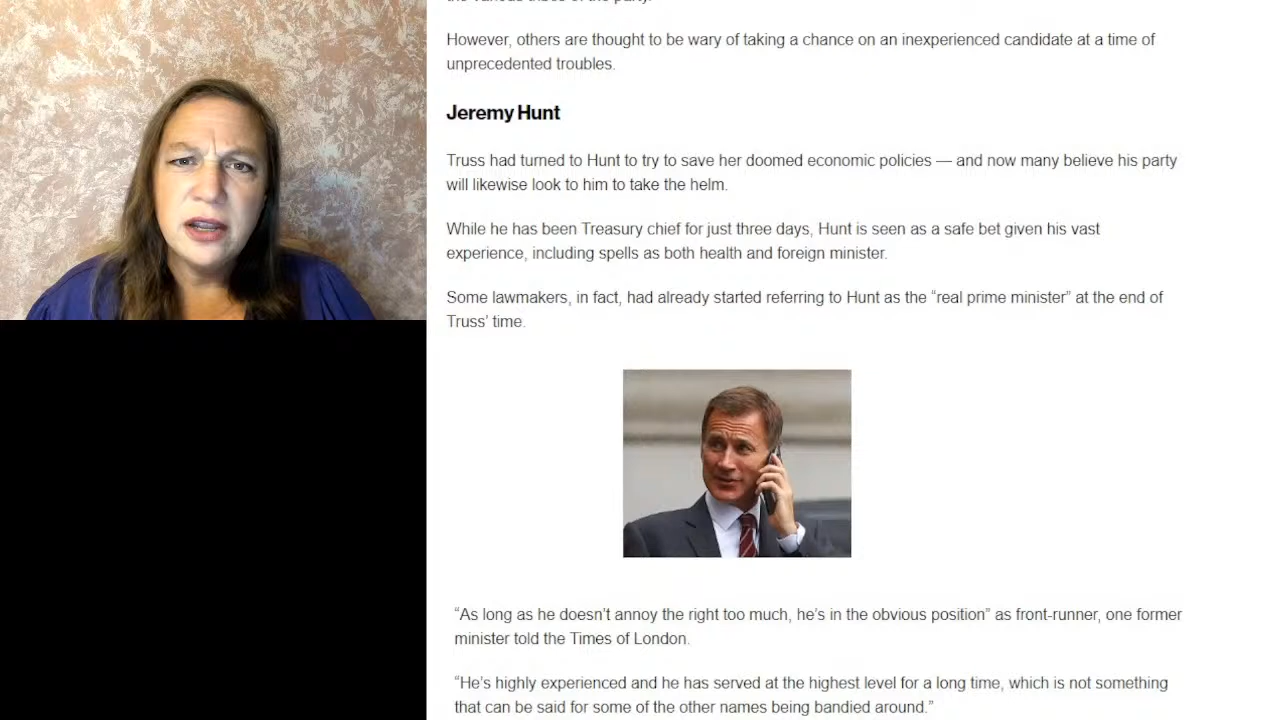 However, others are thought to be wary of taking a chance on an inexperienced candidate at a time of
unprecedented troubles.
Jeremy Hunt
Truss had turned to Hunt to try to save her doomed economic policies — and now many believe his party
will likewise look to him to take the helm.
While he has been Treasury chief for just three days, Hunt is seen as a safe bet given his vast
experience, including spells as both health and foreign minister.
Some lawmakers, in fact, had already started referring to Hunt as the “real prime minister” at the end of
Truss’ time.
“As long as he doesn’t annoy the right too much, he’s in the obvious position” as front-runner, one former
minister told the Times of London.
“He’s highly experienced and he has served at the highest level for a long time, which is not something
that can be said for some of the other names being bandied around.”